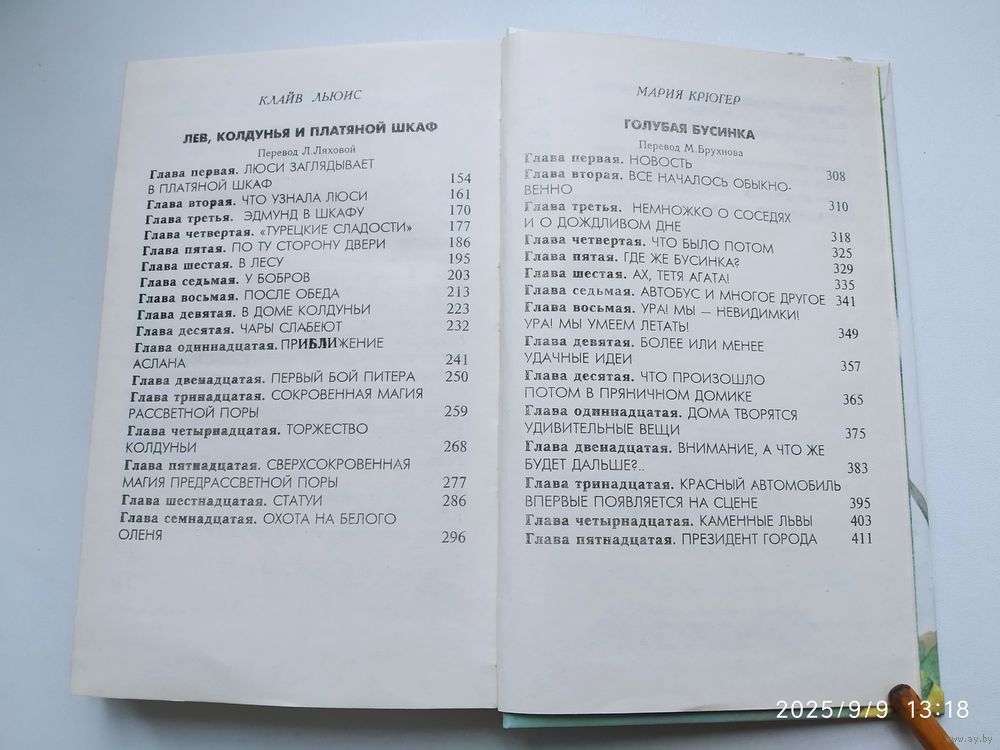 КЛАЙВ ЛЬЮИС
ЛЕВ, КОЛДУНЬЯ И ПЛАТЯНОЙ ШКАФ
Перевод Л.Ляховой
Глава первая. ЛЮСИ ЗАГЛЯДЫВАЕТ
В ПЛАТЯНОЙ ШКАФ 154
Глава вторая. ЧТО УЗНАЛА ЛЮСИ 161
Глава третья. ЭДМУНД В ШКАФУ 170
Глава четвертая. «ТУРЕЦКИЕ СЛАДОСТИ» 177
Глава пятая. ПО ТУ СТОРОНУ ДВЕРИ 186
Глава шестая. В ЛЕСУ 195
Глава седьмая. У БОБРОВ 203
Глава восьмая. ПОСЛЕ ОБЕДА 213
Глава девятая. В ДОМЕ КОЛДУНЬИ 223
Глава десятая. ЧАРЫ СЛАБЕЮТ 232
Глава одиннадцатая. ПРИБЛИЖЕНИЕ
АСЛАНА 241
Глава двенадцатая. ПЕРВЫЙ БОЙ ПИТЕРА 250
Глава тринадцатая. СОКРОВЕННАЯ МАГИЯ
РАССВЕТНОЙ ПОРЫ 259
Глава четырнадцатая. ТОРЖЕСТВО
КОЛДУНЬИ 268
Глава пятнадцатая. СВЕРХСОКРОВЕННАЯ
МАГИЯ ПРЕДРАССВЕТНОЙ ПОРЫ 277
Глава шестнадцатая. СТАТУИ 286
Глава семнадцатая. ОХОТА НА БЕЛОГО
ОЛЕНЯ 296
МАРИЯ КРЮГЕР
ГОЛУБАЯ БУСИНКА
Перевод М.Брухнова
Глава первая. НОВОСТЬ 308
Глава вторая. ВСЕ НАЧАЛОСЬ ОБЫКНО-
ВЕННО 310
Глава третья. НЕМНОЖКО О СОСЕДЯХ
И О ДОЖДЛИВОМ ДНЕ 318
Глава четвертая. ЧТО БЫЛО ПОТОМ 325
Глава пятая. ГДЕ ЖЕ БУСИНКА? 329
Глава шестая. АХ, ТЕТЯ АГАТА! 335
Глава седьмая. АВТОБУС И МНОГОЕ ДРУГОЕ 341
Глава восьмая. УРА! МЫ — НЕВИДИМКИ!
УРА! МЫ УМЕЕМ ЛЕТАТЬ! 349
Глава девятая. БОЛЕЕ ИЛИ МЕНЕЕ
УДАЧНЫЕ ИДЕИ 357
Глава десятая. ЧТО ПРОИЗОШЛО
ПОТОМ В ПРЯНИЧНОМ ДОМИКЕ 365
Глава одиннадцатая. ДОМА ТВОРЯТСЯ
УДИВИТЕЛЬНЫЕ ВЕЩИ 375
Глава двенадцатая. ВНИМАНИЕ, А ЧТО ЖЕ
БУДЕТ ДАЛЬШЕ?.. 383
Глава тринадцатая. КРАСНЫЙ АВТОМОБИЛЬ
ВПЕРВЫЕ ПОЯВЛЯЕТСЯ НА СЦЕНЕ 395
Глава четырнадцатая. КАМЕННЫЕ ЛЬВЫ 403
Глава пятнадцатая. ПРЕЗИДЕНТ ГОРОДА 411
2025/9/9 13:18
www.ay.by